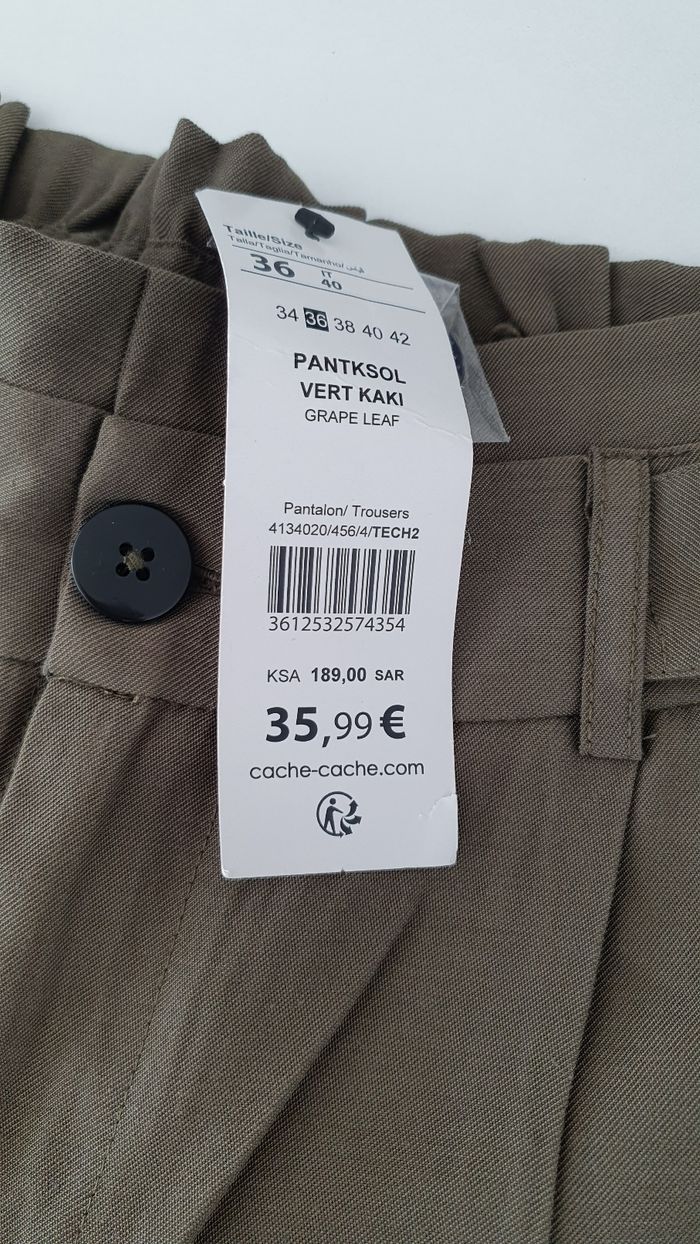 Taille/Size
Talla/Taglia/Tamanho/
36 IT
40
34 36 38 40 42
PANTKSOL
VERT KAKI
GRAPE LEAF
Pantalon/ Trousers
4134020/456/4/TECH2
3612532574354
KSA 189,00 SAR
35,99 €
cache-cache.com